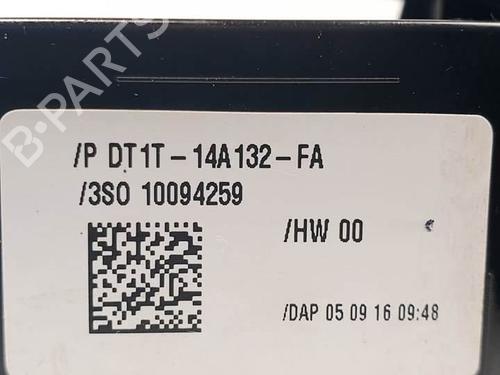 B-PARTS
/P DT1T-14A132-FA
/3SO 10094259
/HW 00
/DAP 05 09 16 09:48